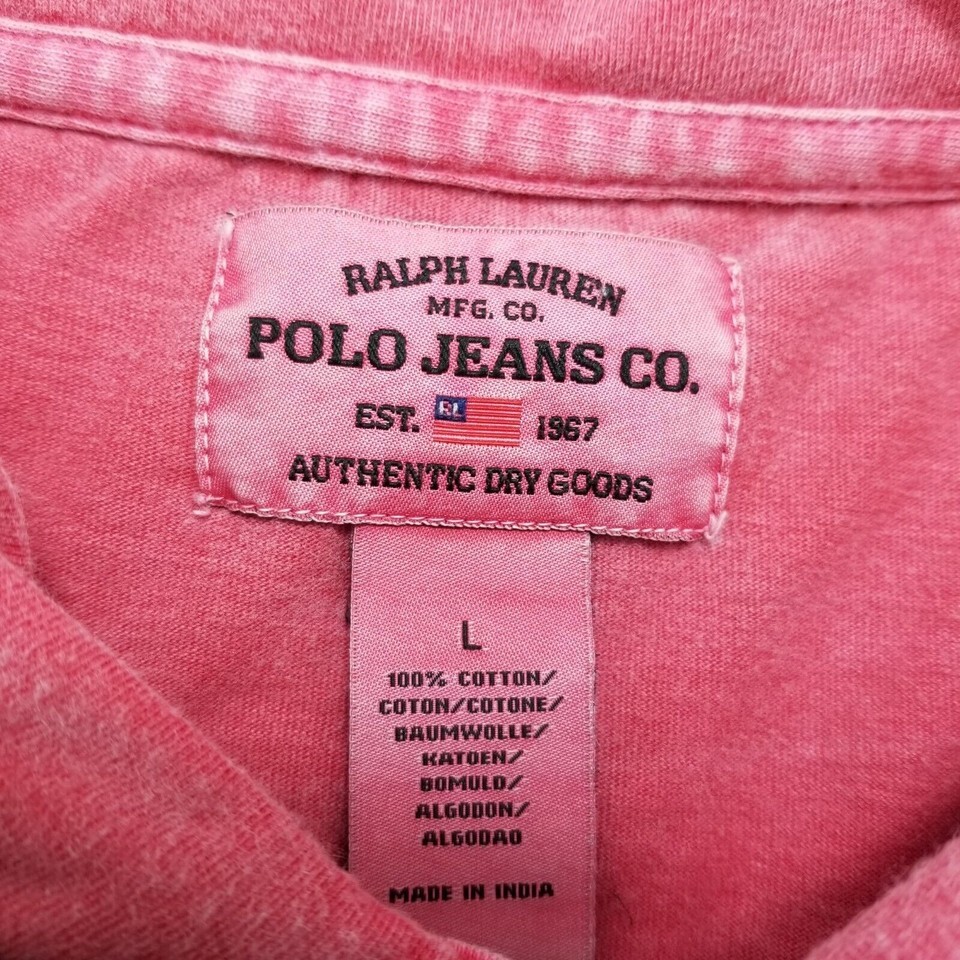 RALPH LAUREN
MFG. CO.
POLO JEANS CO.
EST. RL 1967
AUTHENTIC DRY GOODS
L
100% COTTON/
COTON/COTONE/
BAUMWOLLE/
KATOEN/
BOMULD/
ALGODON/
ALGODAO
MADE IN INDIA